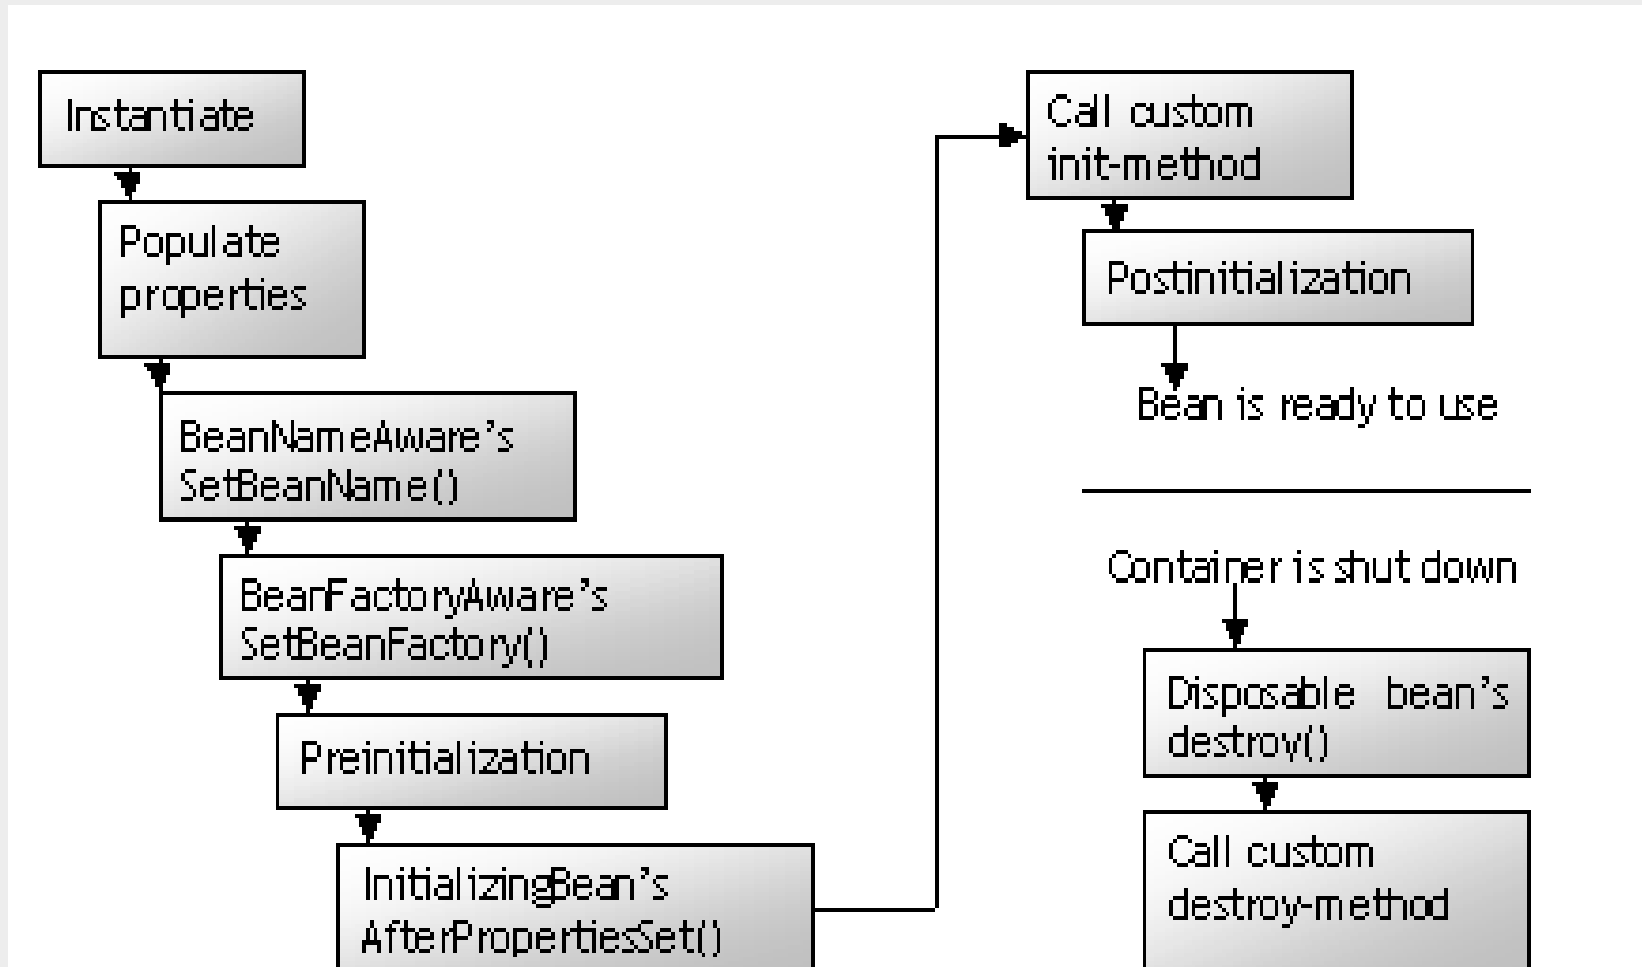 Instantiate
Populate
properties
BeanNameAware's
SetBeanName()
BeanFactoryAware's
SetBeanFactory()
Preinitialization
InitializingBean's
AfterPropertiesSet()
Call custom
init-method
Postinitialization
Bean is ready to use
Container is shut down
Disposable bean's
destroy()
Call custom
destroy-method